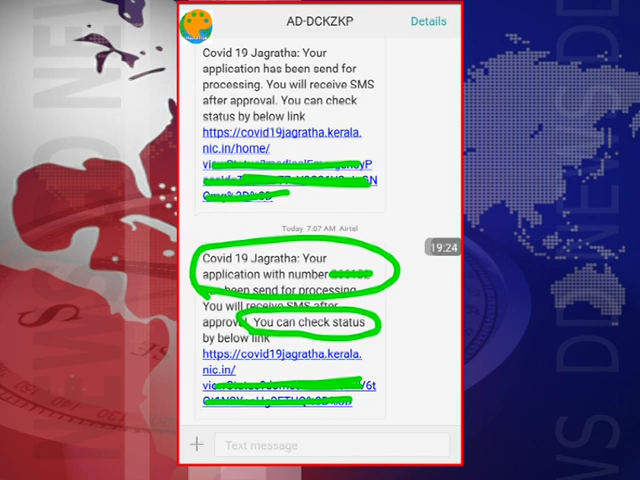 AD-DCKZKP
Details
Covid 19 Jagratha: Your
application has been send for
processing. You will receive SMS
after approval. You can check
status by below link
https://covid19jagratha.kerala.
nic.in/home/
Today 7:07 AM Airtel
19:24
Covid 19 Jagratha: Your
application with number
been send for processing.
You will receive SMS after
approval. You can check status
by below link
https://covid19jagratha.kerala.
nic.in/
Text message